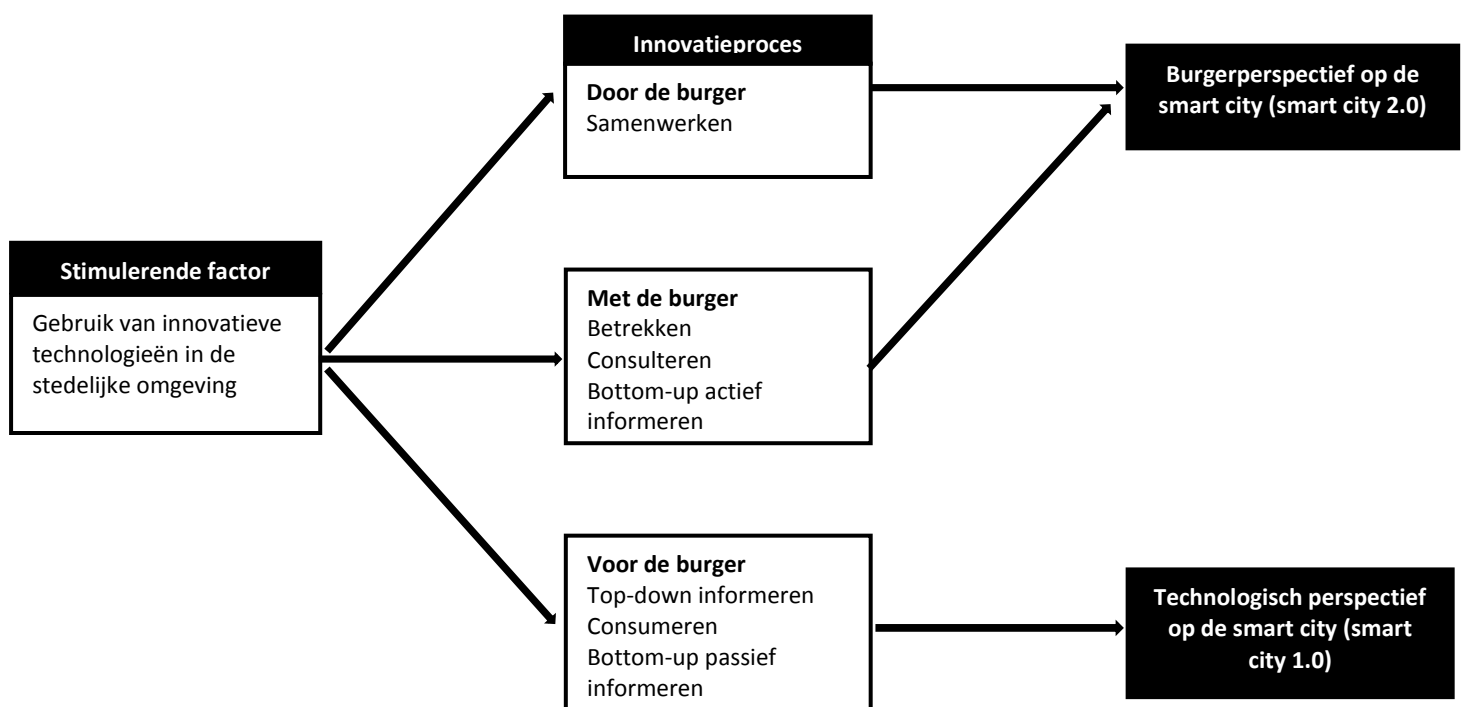 Stimulerende factor
Gebruik van innovatieve
technologieën in de
stedelijke omgeving
Innovatieproces
Door de burger
Samenwerken
Met de burger
Betrekken
Consulteren
Bottom-up actief
informeren
Voor de burger
Top-down informeren
Consumeren
Bottom-up passief
informeren
Burgerperspectief op de
smart city (smart city 2.0)
Technologisch perspectief
op de smart city (smart
city 1.0)